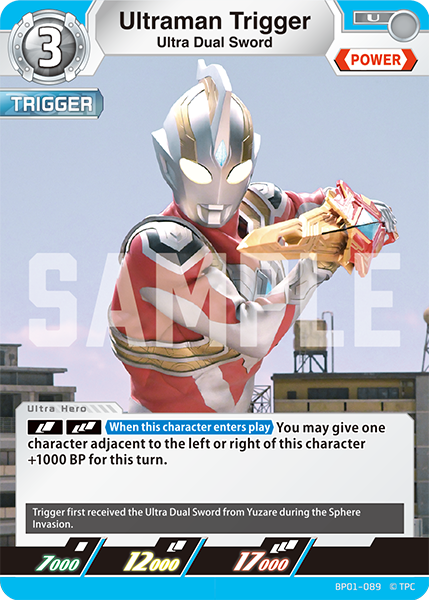 3
Ultraman Trigger
Ultra Dual Sword
U
POWER
TRIGGER
SAMPLE
Ultra Hero
When this character enters play You may give one
character adjacent to the left or right of this character
+1000 BP for this turn.
Trigger first received the Ultra Dual Sword from Yuzare during the Sphere
Invasion.
7000 12000 17000
BP01-089 © TPC